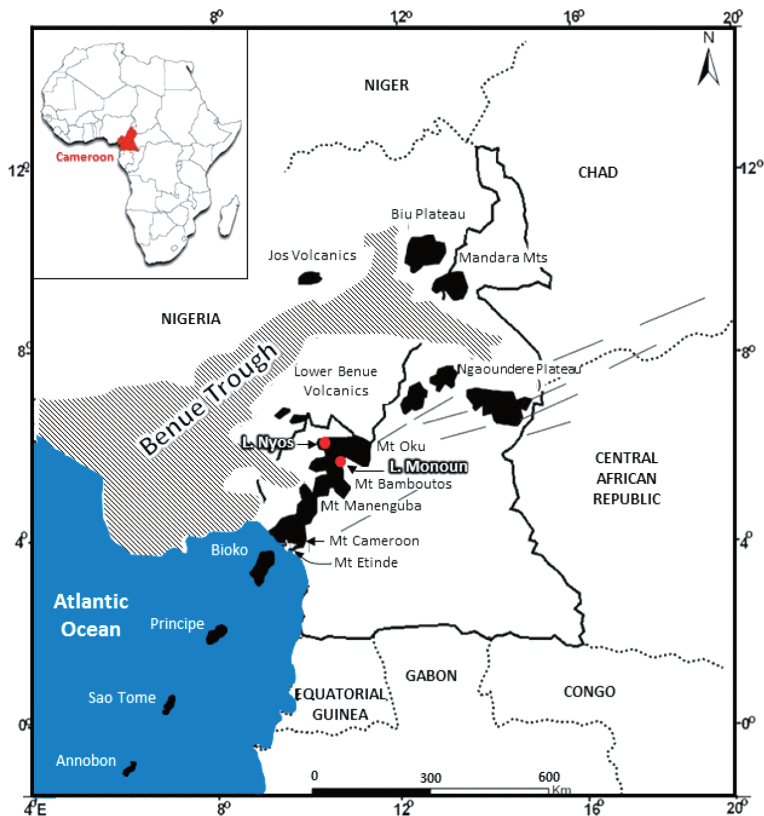 8°
12°
16°
20°
N
NIGER
CHAD
Cameroon
12°
12°
Biu Plateau
Jos Volcanics
Mandara Mts
NIGERIA
8°
8°
Benue Trough
Lower Benue
Volcanics
Ngaoundere Plateau
L. Nyos
Mt Oku
L. Monoun
Mt Bamboutos
CENTRAL
AFRICAN
REPUBLIC
Mt Manenguba
4°
Mt Cameroon
4°
Bioko
Mt Etinde
Atlantic
Ocean
Principe
GABON
Sao Tome
EQUATORIAL
GUINEA
CONGO
0°
0°
Annobon
0
300
600
Km
4°E
8°
12°
16°
20°